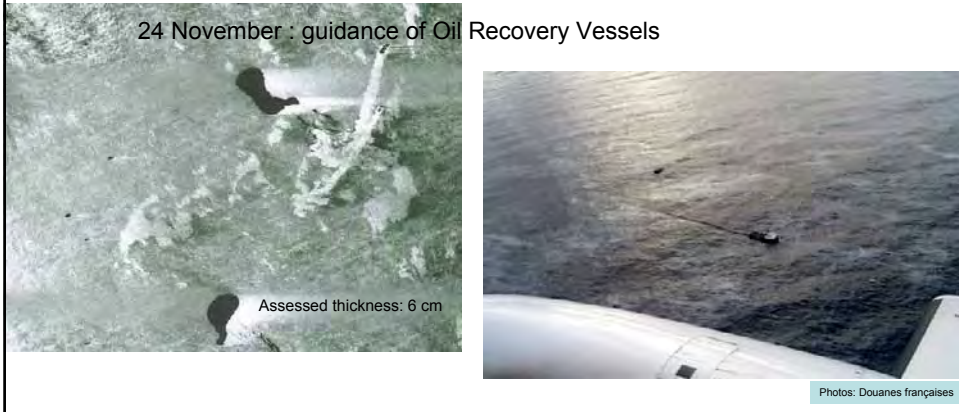 24 November : guidance of Oil Recovery Vessels
Assessed thickness: 6 cm
Photos: Douanes françaises